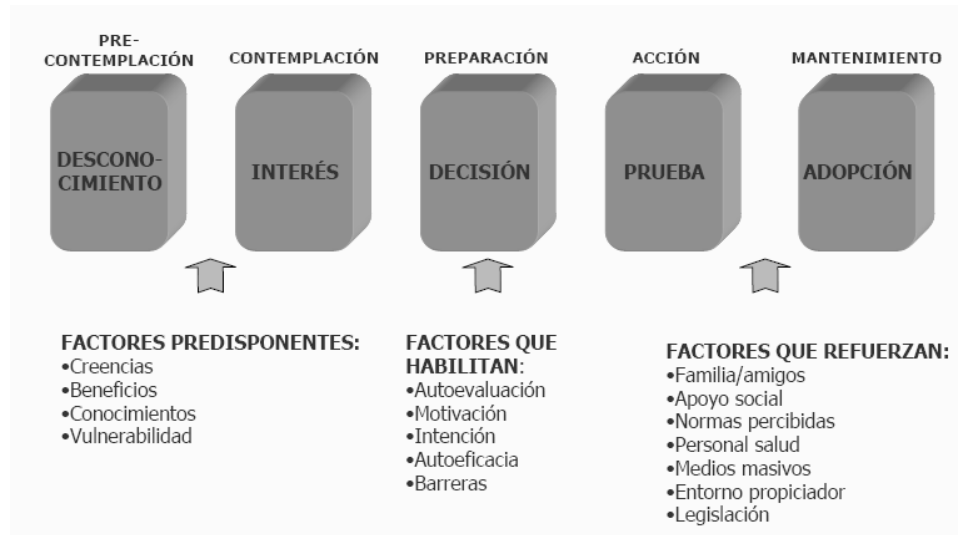 PRE-
CONTEMPLACIÓN
CONTEMPLACIÓN
PREPARACIÓN
ACCIÓN
MANTENIMIENTO
DESCONO-
CIMIENTO
INTERÉS
DECISIÓN
PRUEBA
ADOPCIÓN
FACTORES PREDISPONENTES:
•Creencias
•Beneficios
•Conocimientos
•Vulnerabilidad
FACTORES QUE
HABILITAN:
•Autoevaluación
•Motivación
•Intención
•Autoeficacia
•Barreras
FACTORES QUE REFUERZAN:
•Familia/amigos
•Apoyo social
•Normas percibidas
•Personal salud
•Medios masivos
•Entorno propiciador
•Legislación